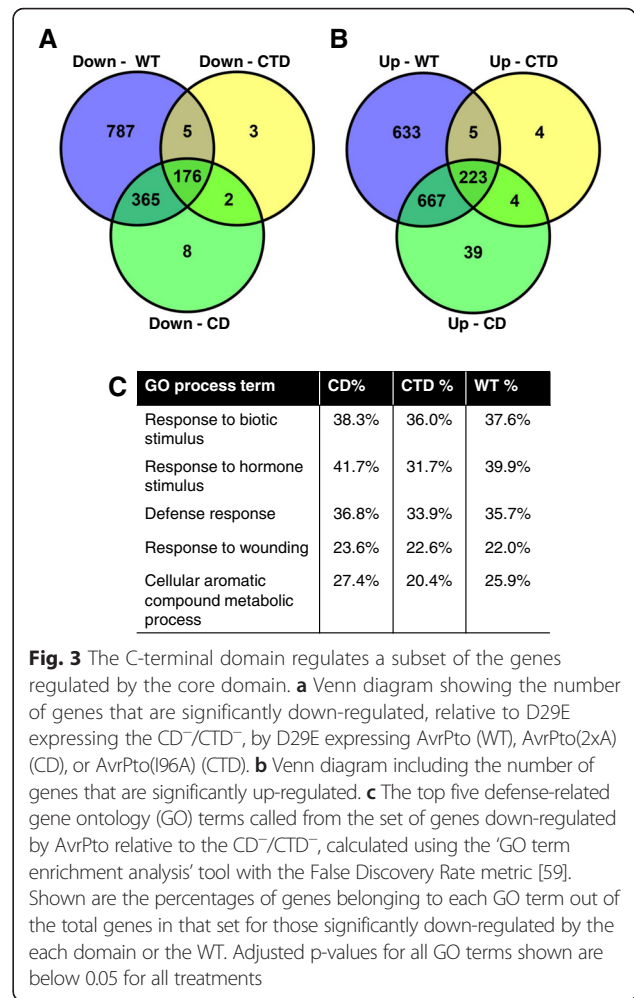 A
B
Down - WT Down - CTD
Up - WT Up - CTD
787 5 3
633 5 4
176
223
365 2
667 4
8
39
Down - CD
Up - CD
C
GO process term CD% CTD % WT %
Response to biotic
stimulus 38.3% 36.0% 37.6%
Response to hormone
stimulus 41.7% 31.7% 39.9%
Defense response 36.8% 33.9% 35.7%
Response to wounding 23.6% 22.6% 22.0%
Cellular aromatic
compound metabolic
process 27.4% 20.4% 25.9%
Fig. 3 The C-terminal domain regulates a subset of the genes
regulated by the core domain. a Venn diagram showing the number
of genes that are significantly down-regulated, relative to D29E
expressing the CD⁻/CTD⁻, by D29E expressing AvrPto (WT), AvrPto(2xA)
(CD), or AvrPto(I96A) (CTD). b Venn diagram including the number of
genes that are significantly up-regulated. c The top five defense-related
gene ontology (GO) terms called from the set of genes down-regulated
by AvrPto relative to the CD⁻/CTD⁻, calculated using the ‘GO term
enrichment analysis’ tool with the False Discovery Rate metric [59].
Shown are the percentages of genes belonging to each GO term out of
the total genes in that set for those significantly down-regulated by the
each domain or the WT. Adjusted p-values for all GO terms shown are
below 0.05 for all treatments